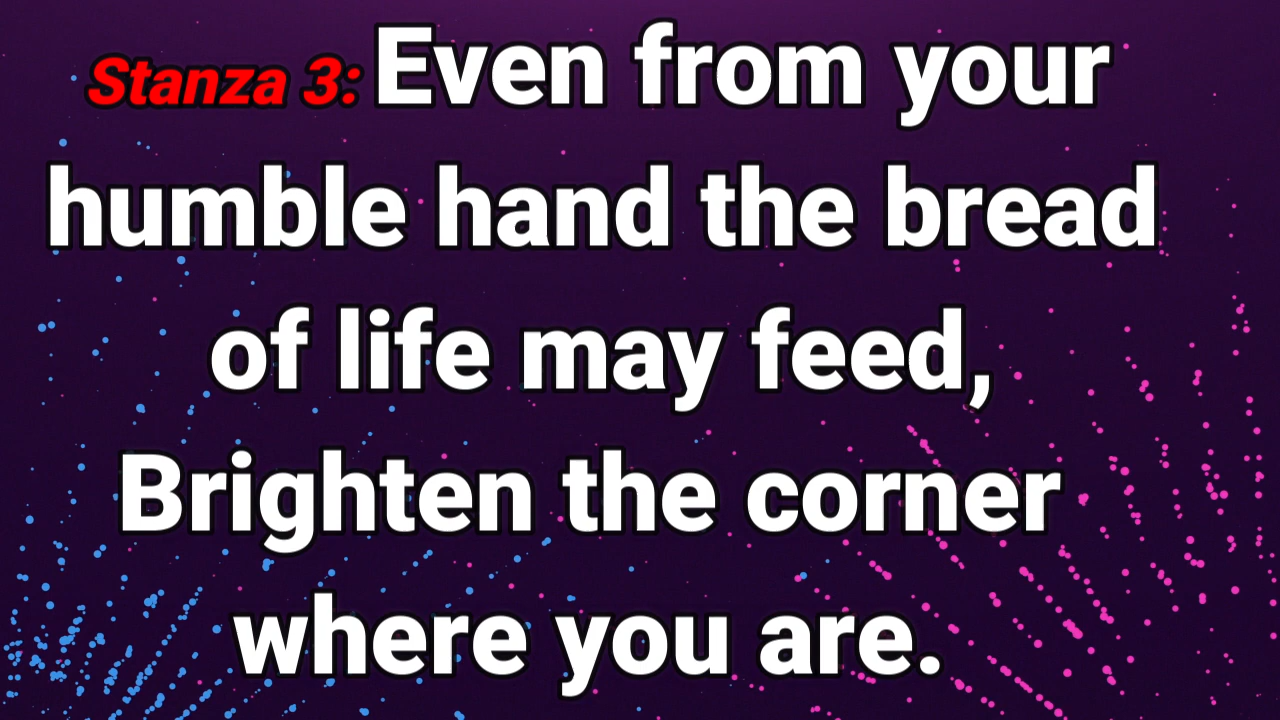 Stanza 3: Even from your
humble hand the bread
of life may feed,
Brighten the corner
where you are.